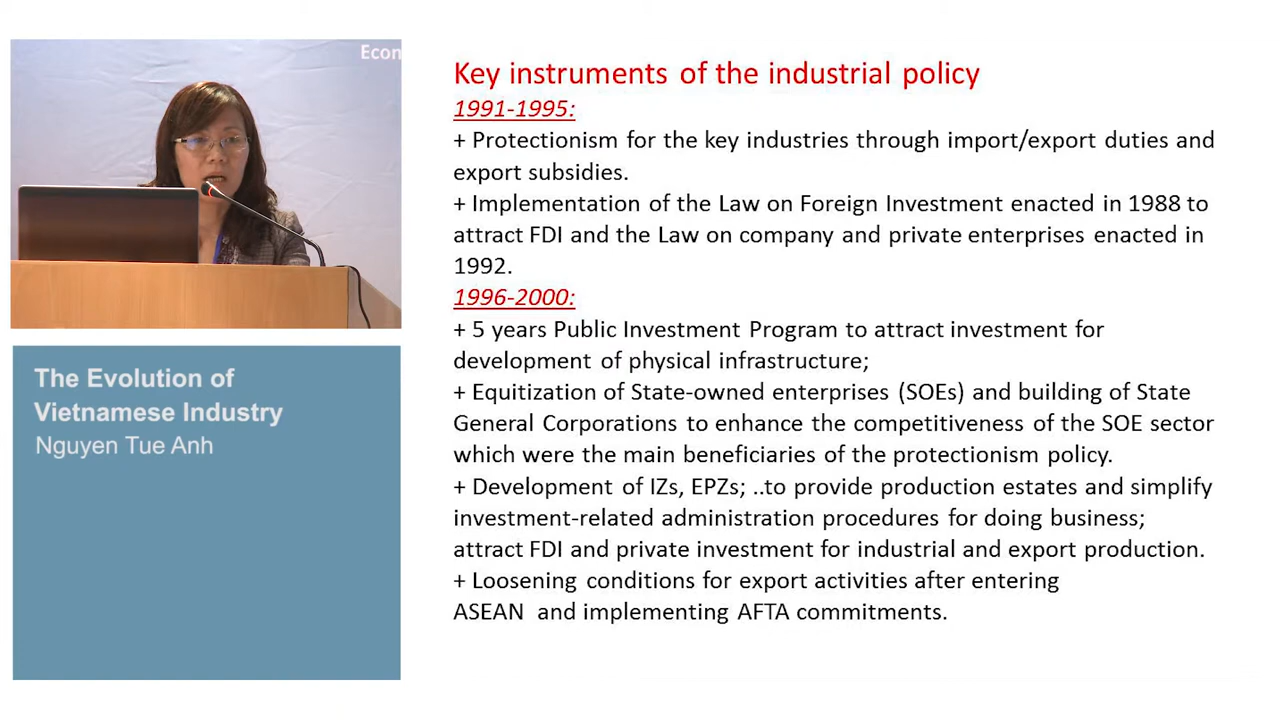 Econ
Key instruments of the industrial policy
1991-1995:
+ Protectionism for the key industries through import/export duties and
export subsidies.
+ Implementation of the Law on Foreign Investment enacted in 1988 to
attract FDI and the Law on company and private enterprises enacted in
1992.
1996-2000:
+ 5 years Public Investment Program to attract investment for
development of physical infrastructure;
+ Equitization of State-owned enterprises (SOEs) and building of State
General Corporations to enhance the competitiveness of the SOE sector
which were the main beneficiaries of the protectionism policy.
+ Development of IZs, EPZs; ..to provide production estates and simplify
investment-related administration procedures for doing business;
attract FDI and private investment for industrial and export production.
+ Loosening conditions for export activities after entering
ASEAN and implementing AFTA commitments.
The Evolution of
Vietnamese Industry
Nguyen Tue Anh